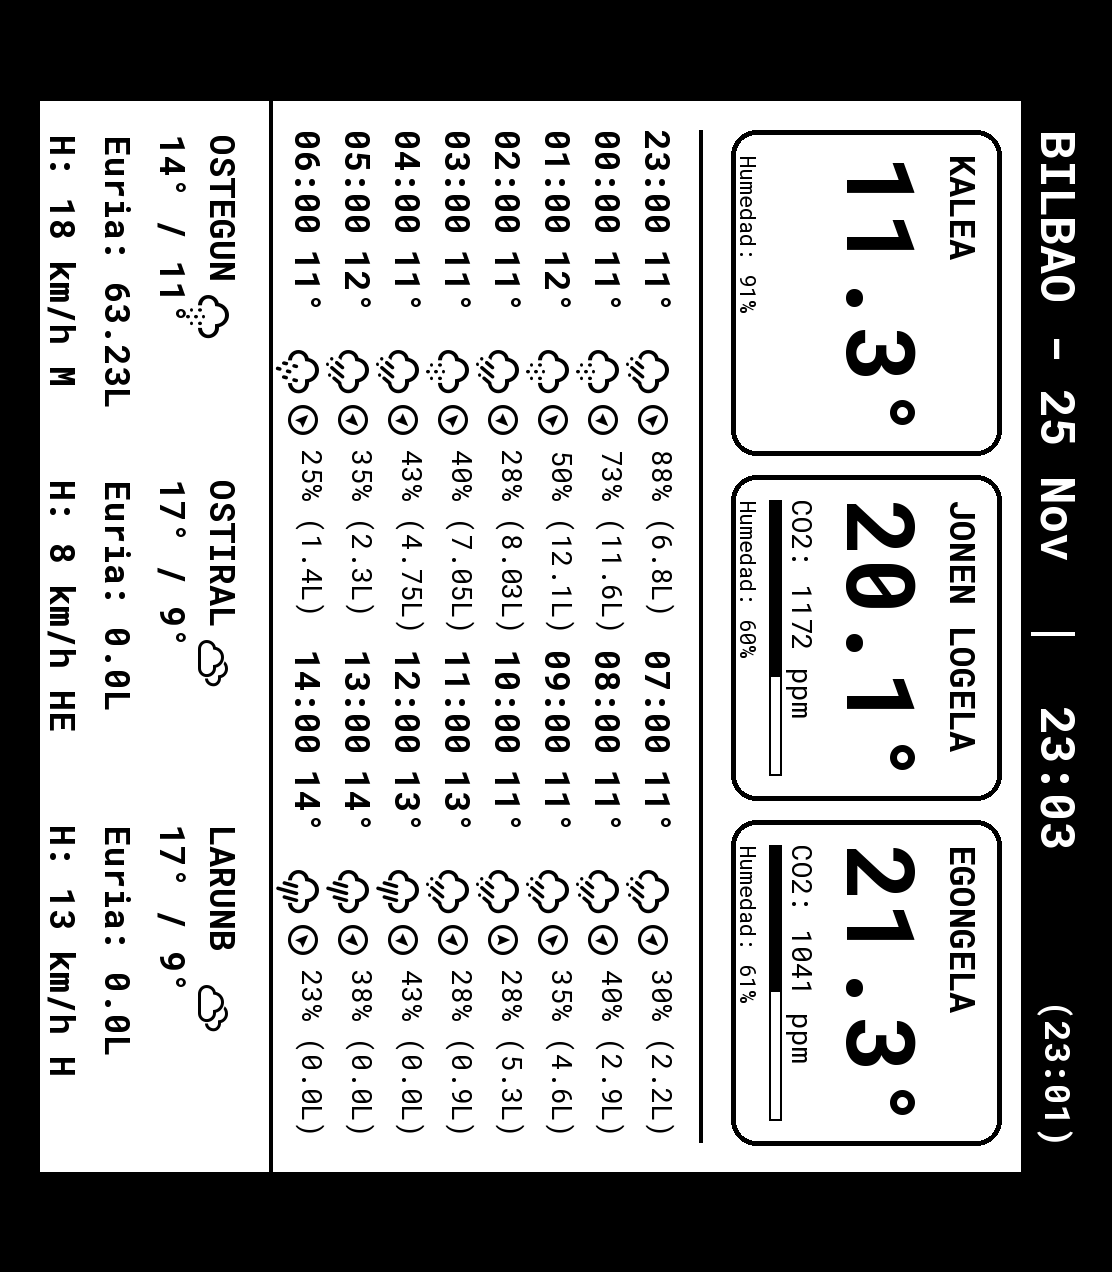 BILBAO - 25 Nov | 23:03 (23:01)
KALEA
11.3°
Humedad: 91%
JONEN LOGELA
20.1°
CO2: 1172 ppm
Humedad: 60%
EGONGELA
21.3°
CO2: 1041 ppm
Humedad: 61%
23:00 11° 88% (6.8L)
00:00 11° 73% (11.6L)
01:00 12° 50% (12.1L)
02:00 11° 28% (8.03L)
03:00 11° 40% (7.05L)
04:00 11° 43% (4.75L)
05:00 12° 35% (2.3L)
06:00 11° 25% (1.4L)
07:00 11° 30% (2.2L)
08:00 11° 40% (2.9L)
09:00 11° 35% (4.6L)
10:00 11° 28% (5.3L)
11:00 13° 28% (0.9L)
12:00 13° 43% (0.0L)
13:00 14° 38% (0.0L)
14:00 14° 23% (0.0L)
OSTEGUN
14° / 11°
Euria: 63.23L
H: 18 km/h M
OSTIRAL
17° / 9°
Euria: 0.0L
H: 8 km/h HE
LARUNB
17° / 9°
Euria: 0.0L
H: 13 km/h H